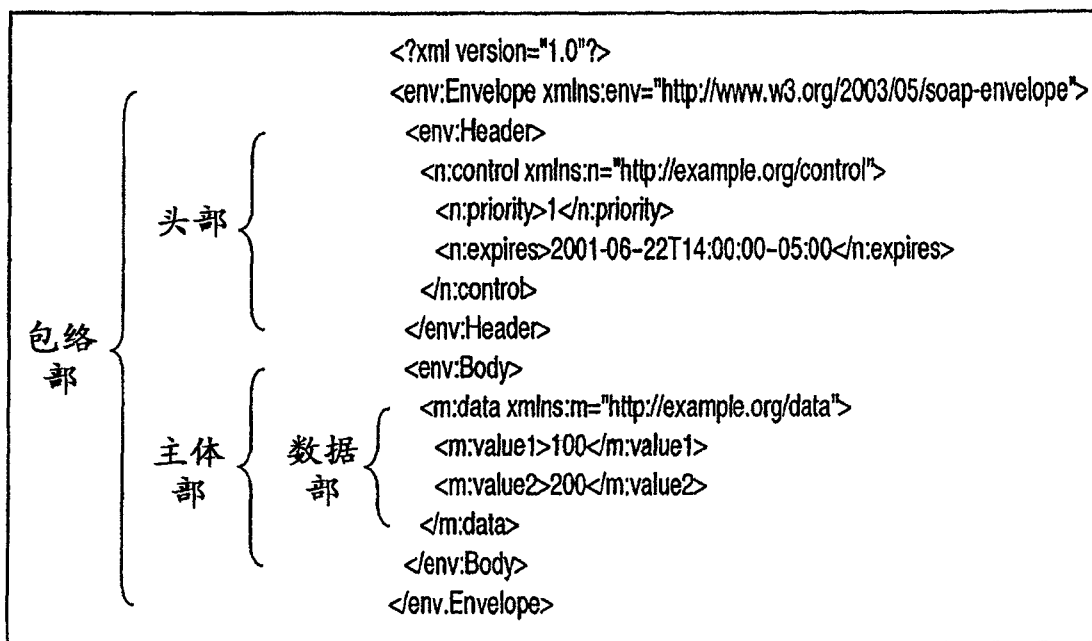 <?xml version="1.0"?>
<env:Envelope xmlns:env="http://www.w3.org/2003/05/soap-envelope">
<env:Header>
<n:control xmlns:n="http://example.org/control">
<n:priority>1</n:priority>
<n:expires>2001-06-22T14:00:00-05:00</n:expires>
</n:control>
</env:Header>
<env:Body>
<m:data xmlns:m="http://example.org/data">
<m:value1>100</m:value1>
<m:value2>200</m:value2>
</m:data>
</env:Body>
</env.Envelope>
包络
部
头部
主体
部
数据
部